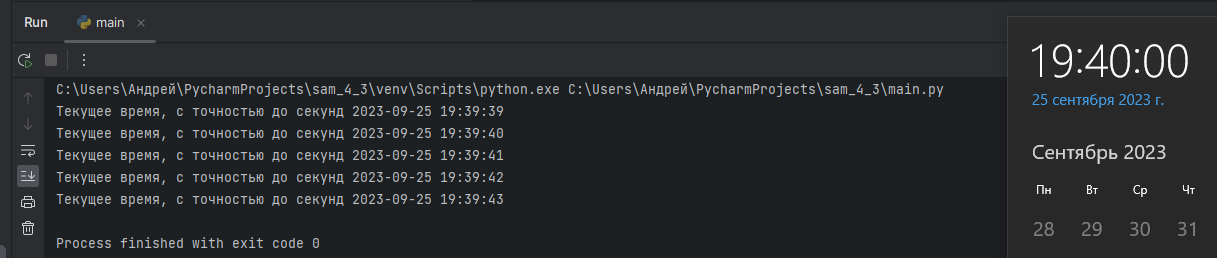 Run
main
C:\Users\Андрей\PycharmProjects\sam_4_3\venv\Scripts\python.exe C:\Users\Андрей\PycharmProjects\sam_4_3\main.py
Текущее время, с точностью до секунд 2023-09-25 19:39:39
Текущее время, с точностью до секунд 2023-09-25 19:39:40
Текущее время, с точностью до секунд 2023-09-25 19:39:41
Текущее время, с точностью до секунд 2023-09-25 19:39:42
Текущее время, с точностью до секунд 2023-09-25 19:39:43
Process finished with exit code 0
19:40:00
25 сентября 2023 г.
Сентябрь 2023
Пн Вт Ср Чт
28 29 30 31